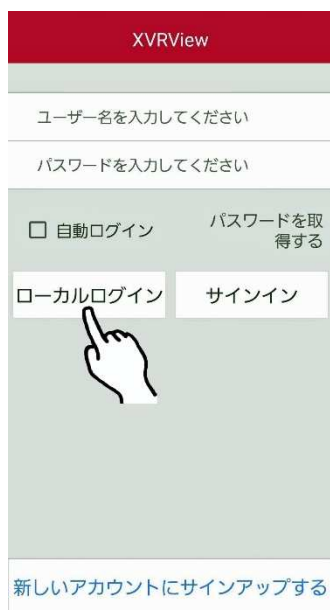 XVRView
ユーザー名を入力してください
パスワードを入力してください
自動ログイン
パスワードを取
得する
ローカルログイン
サインイン
新しいアカウントにサインアップする